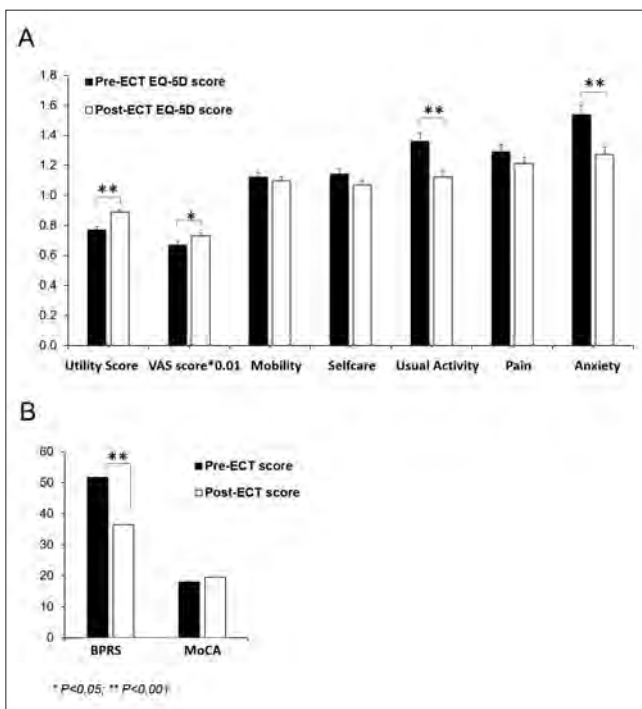 A
1.8
1.6
1.4
1.2
1.0
0.8
0.6
0.4
0.2
0.0
Pre-ECT EQ-5D score
Post-ECT EQ-5D score
**
*
**
**
Utility Score VAS score*0.01 Mobility Selfcare Usual Activity Pain Anxiety
B
60
50
40
30
20
10
0
**
Pre-ECT score
Post-ECT score
BPRS MoCA
* P<0,05; ** P<0,001